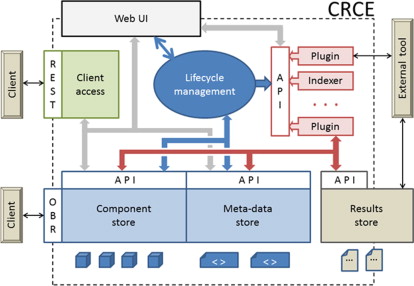 CRCE
Web UI
Client
REST
Client
access
Lifecycle
management
API
Plugin
Indexer
. . .
Plugin
External tool
Client
OBR
API
API
API
Component
store
Meta-data
store
Results
store
< >
< >
...
...